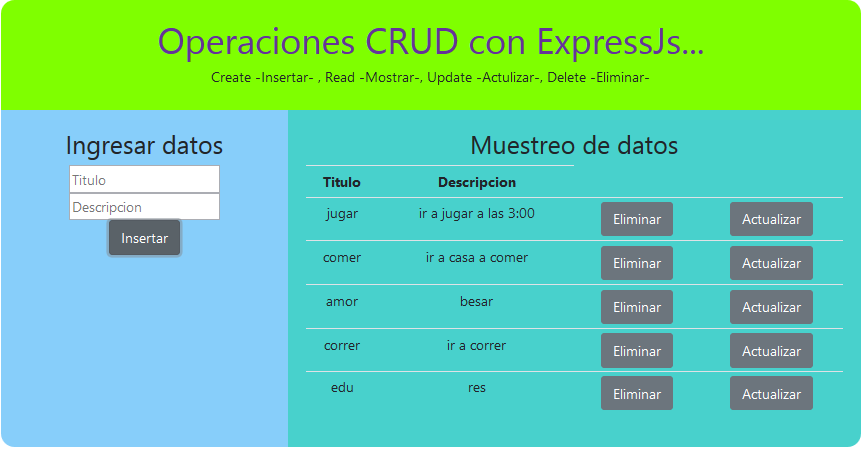 Operaciones CRUD con ExpressJs...
Create -Insertar- , Read -Mostrar-, Update -Actulizar-, Delete -Eliminar-
Ingresar datos
Titulo
Descripcion
Insertar
Muestreo de datos
Titulo Descripcion
jugar ir a jugar a las 3:00 Eliminar Actualizar
comer ir a casa a comer Eliminar Actualizar
amor besar Eliminar Actualizar
correr ir a correr Eliminar Actualizar
edu res Eliminar Actualizar